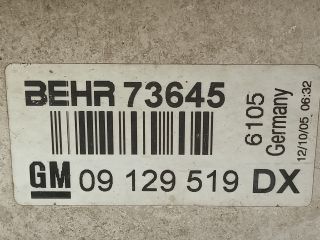 BEHR 73645
GM 09 129 519 DX
6105
Germany
12/10/05 06:32